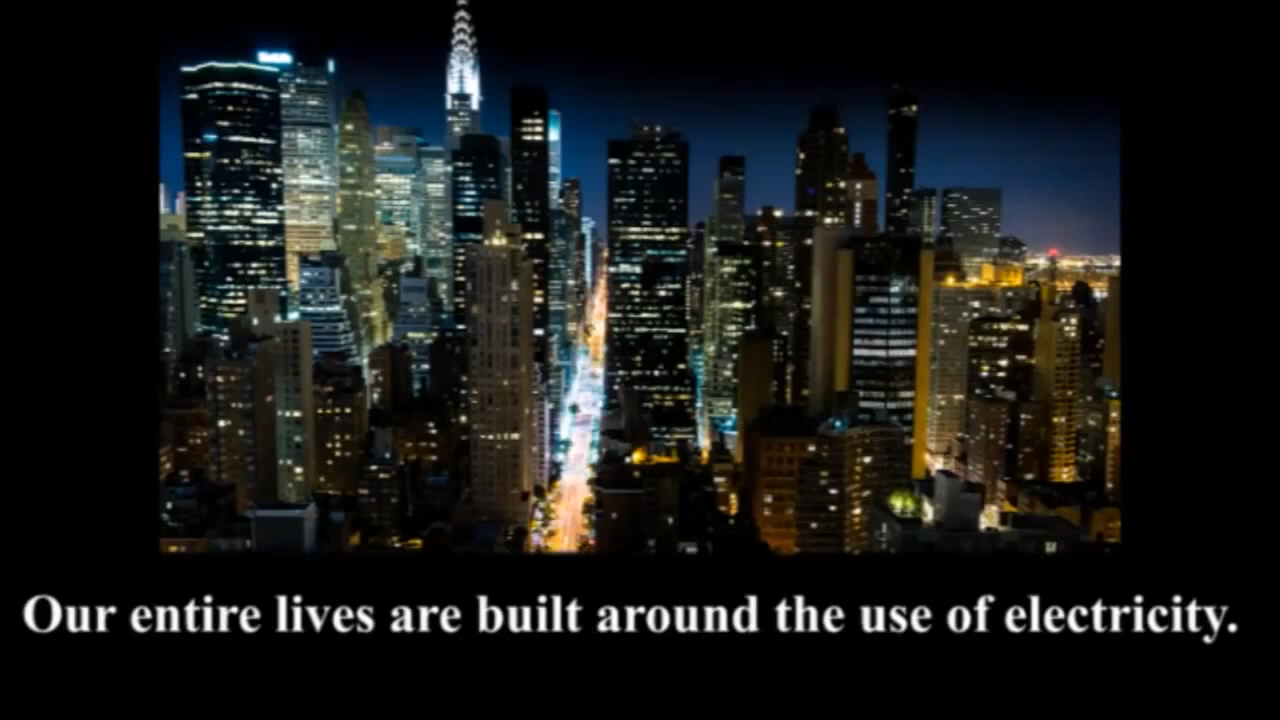 Our entire lives are built around the use of electricity.